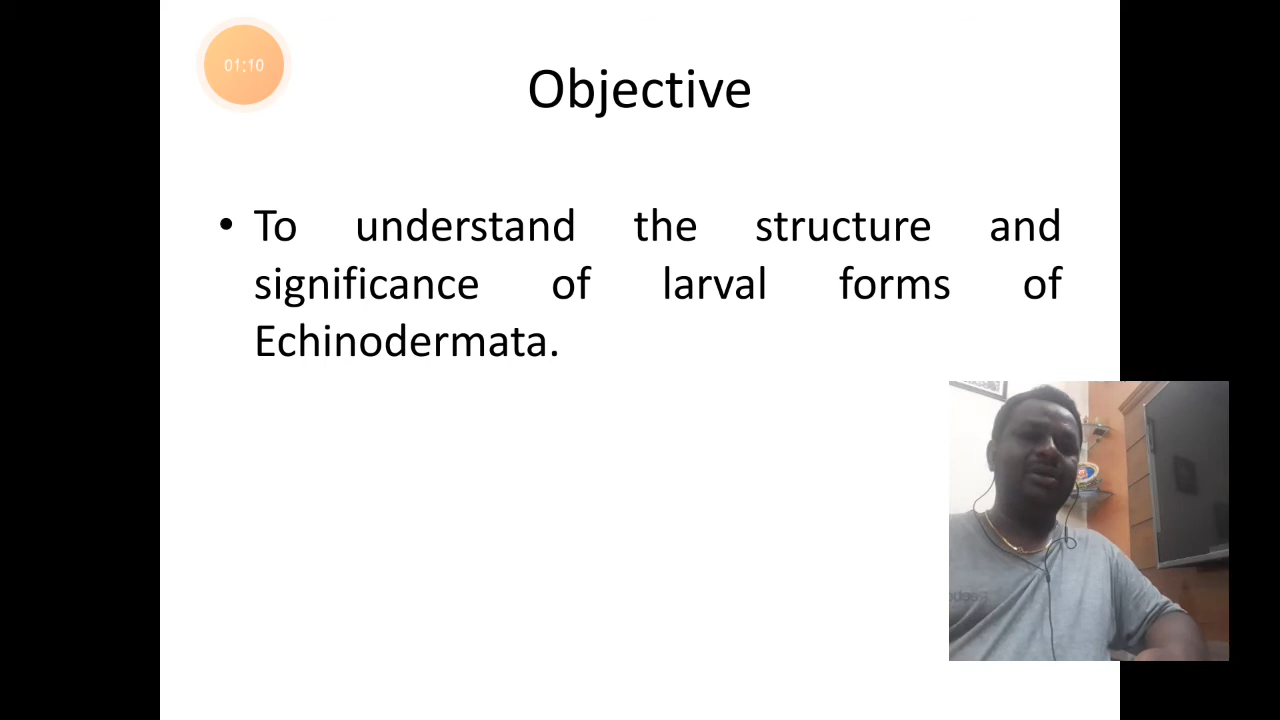 01:10
Objective
• To understand the structure and
significance of larval forms of
Echinodermata.